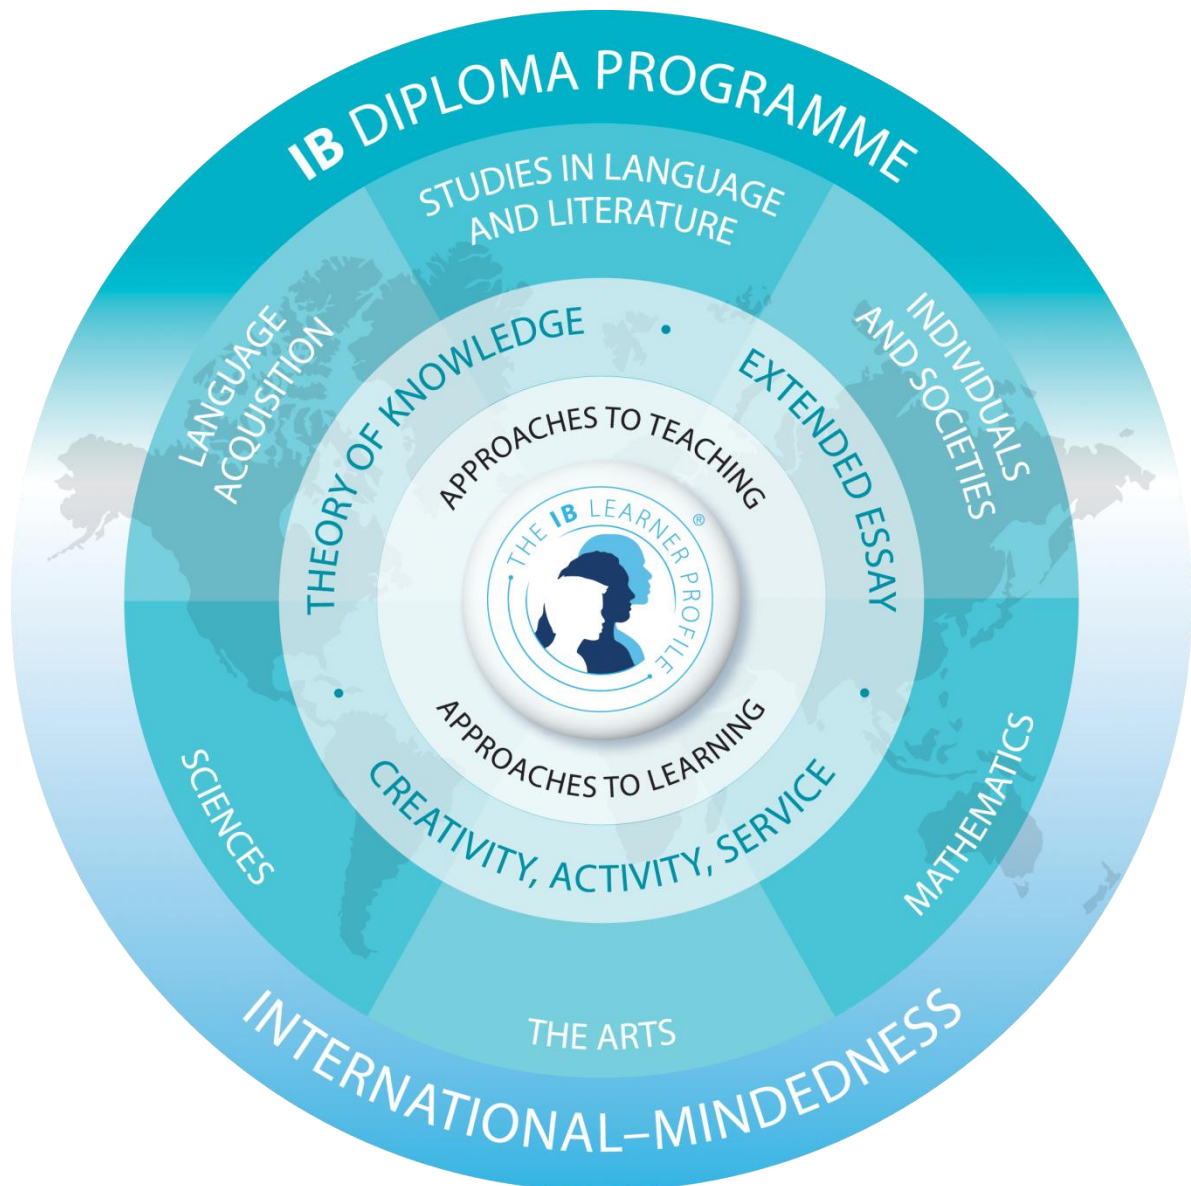 IB DIPLOMA PROGRAMME
STUDIES IN LANGUAGE
AND LITERATURE
LANGUAGE
ACQUISITION
INDIVIDUALS
AND SOCIETIES
THEORY OF KNOWLEDGE
EXTENDED ESSAY
APPROACHES TO TEACHING
THE IB LEARNER PROFILE
®
APPROACHES TO LEARNING
CREATIVITY, ACTIVITY, SERVICE
SCIENCES
MATHEMATICS
THE ARTS
INTERNATIONAL–MINDEDNESS